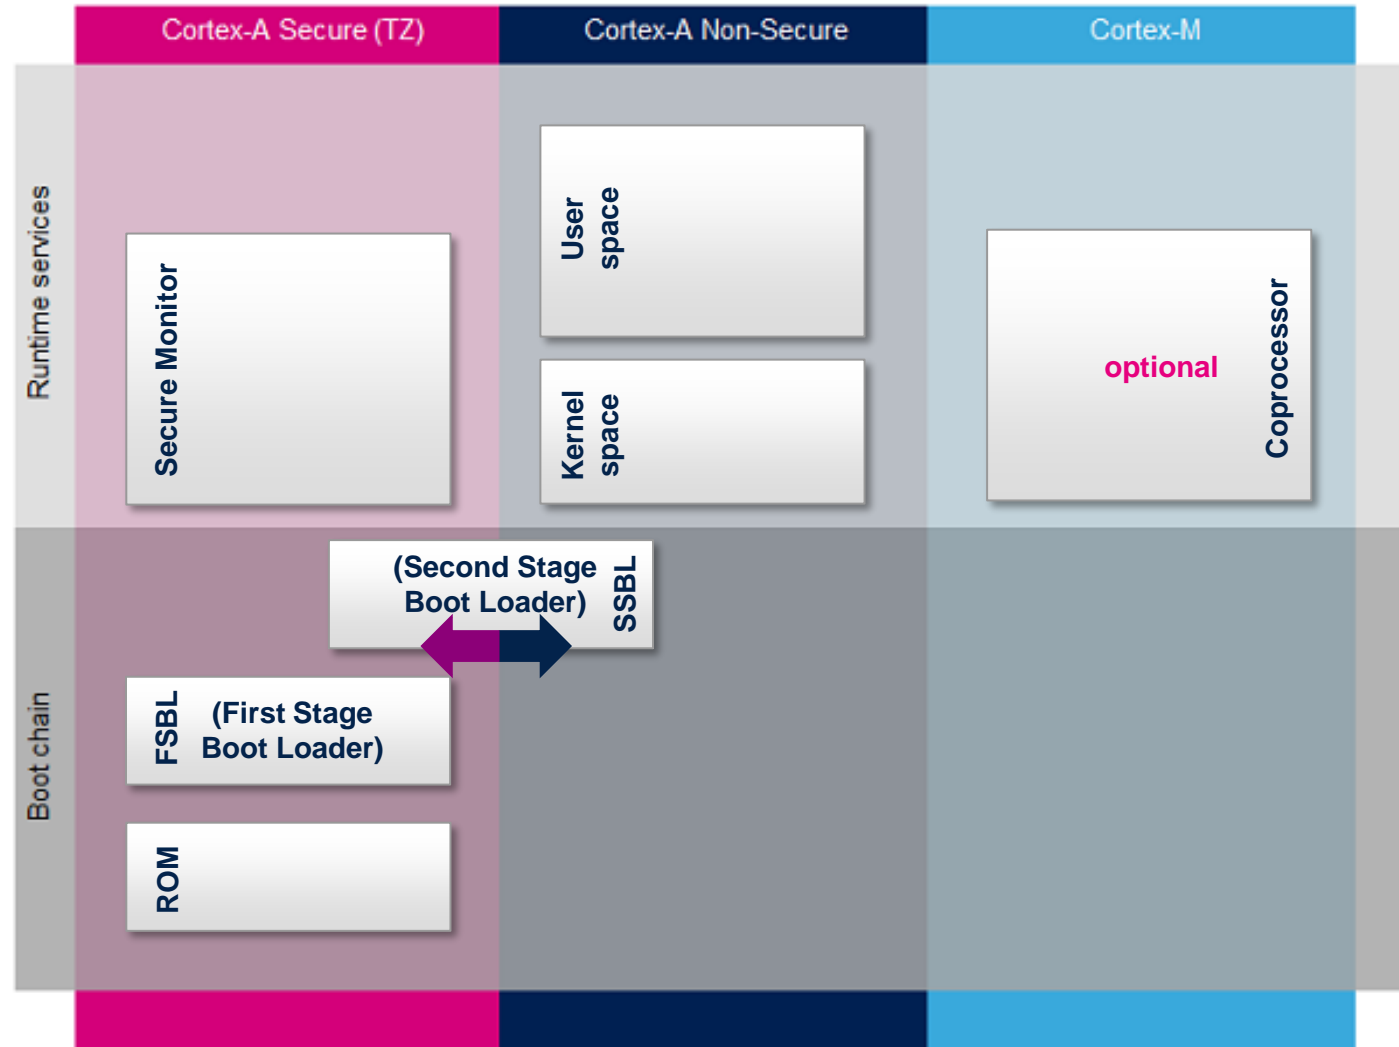 Cortex-A Secure (TZ)
Cortex-A Non-Secure
Cortex-M
Runtime services
Secure Monitor
User
space
Kernel
space
optional
Coprocessor
Boot chain
(Second Stage
Boot Loader)
SSBL
FSBL
(First Stage
Boot Loader)
ROM